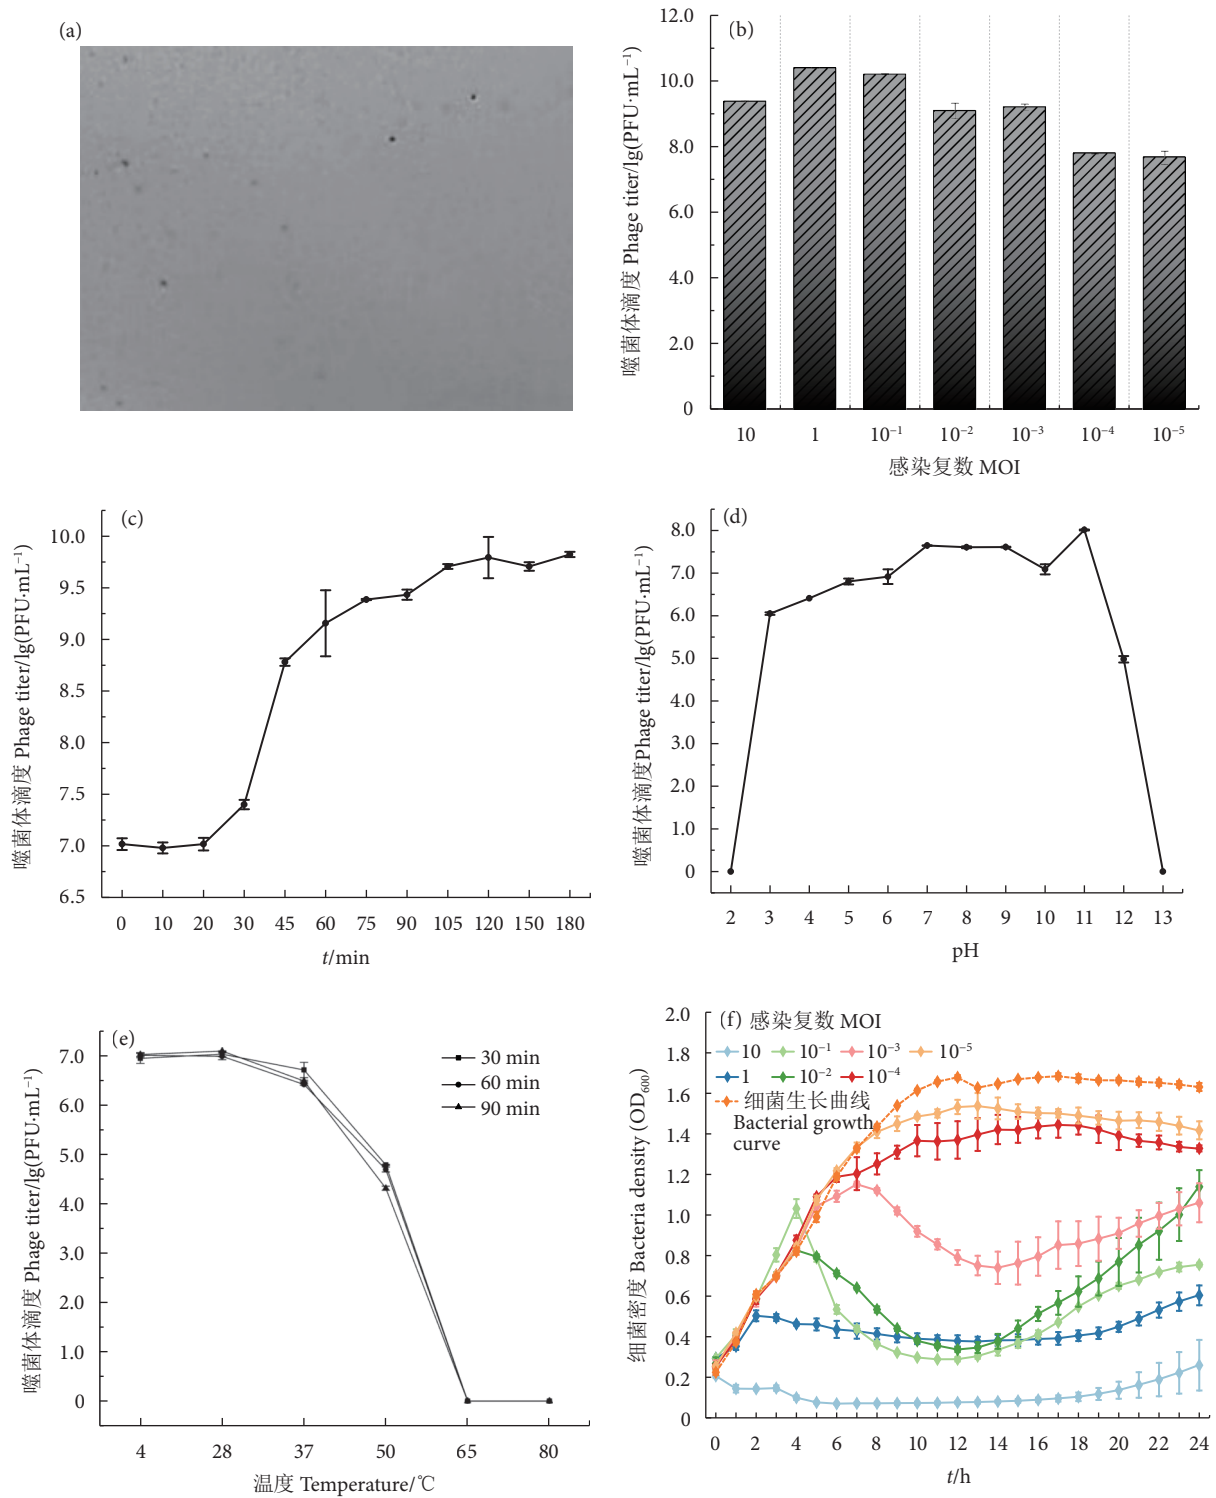 (a)
(b)
12.0
10.0
8.0
6.0
4.0
2.0
0
噬菌体滴度 Phage titer/lg(PFU·mL⁻¹)
10 1 10⁻¹ 10⁻² 10⁻³ 10⁻⁴ 10⁻⁵
感染复数 MOI
(c)
10.0
9.5
9.0
8.5
8.0
7.5
7.0
6.5
噬菌体滴度 Phage titer/lg(PFU·mL⁻¹)
0 10 20 30 45 60 75 90 105 120 150 180
t/min
(d)
8.0
7.0
6.0
5.0
4.0
3.0
2.0
1.0
0
噬菌体滴度Phage titer/lg(PFU·mL⁻¹)
2 3 4 5 6 7 8 9 10 11 12 13
pH
(e)
7.0
6.0
5.0
4.0
3.0
2.0
1.0
0
噬菌体滴度 Phage titer/lg(PFU·mL⁻¹)
30 min
60 min
90 min
4 28 37 50 65 80
温度 Temperature/℃
(f) 感染复数 MOI
10 10⁻¹ 10⁻³ 10⁻⁵
1 10⁻² 10⁻⁴
细菌生长曲线
Bacterial growth
curve
2.0
1.8
1.6
1.4
1.2
1.0
0.8
0.6
0.4
0.2
0
细菌密度 Bacteria density (OD₆₀₀)
0 2 4 6 8 10 12 14 16 18 20 22 24
t/h